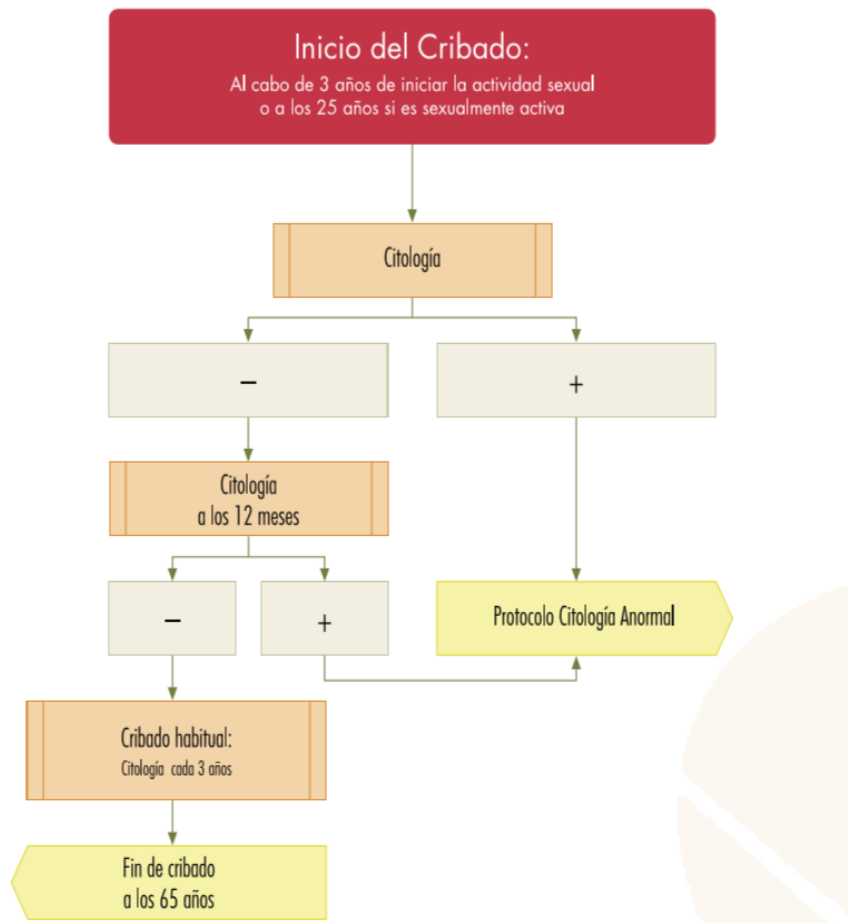 Inicio del Cribado:
Al cabo de 3 años de iniciar la actividad sexual
o a los 25 años si es sexualmente activa
Citología
–
+
Citología
a los 12 meses
–
+
Protocolo Citología Anormal
Cribado habitual:
Citología cada 3 años
Fin de cribado
a los 65 años